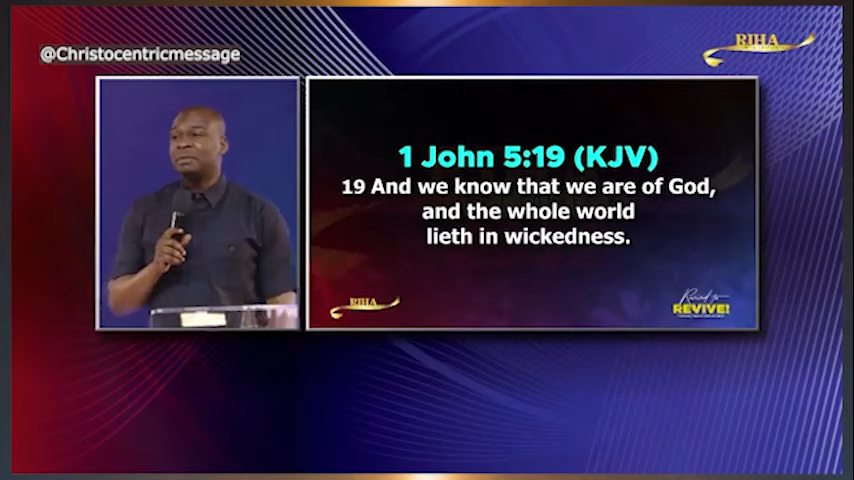 @Christocentricmessage
RIHA
1 John 5:19 (KJV)
19 And we know that we are of God,
and the whole world
lieth in wickedness.
RIHA
REVIVE!